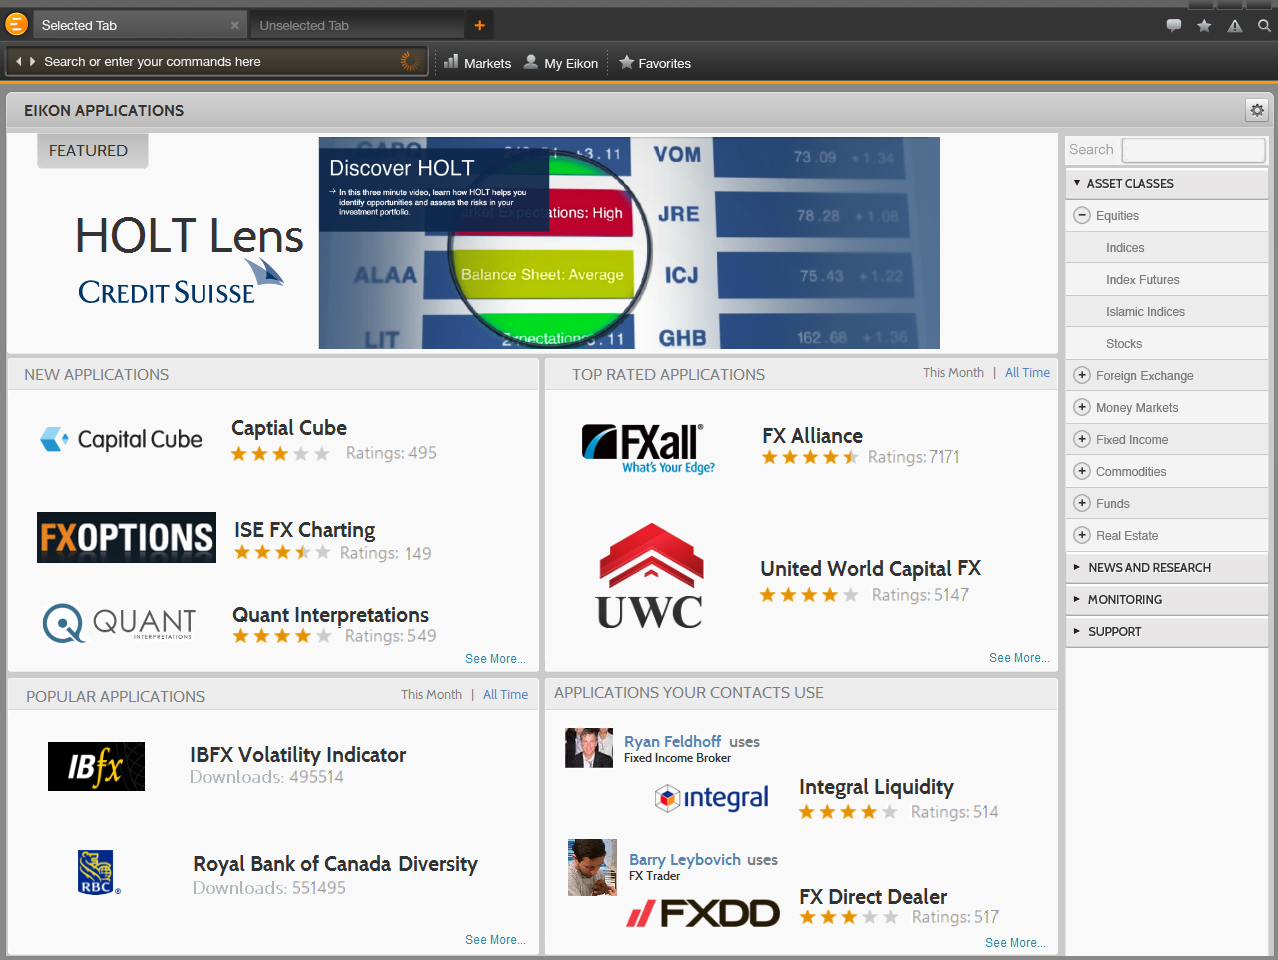 Selected Tab
Unselected Tab
Search or enter your commands here
Markets
My Eikon
Favorites
EIKON APPLICATIONS
FEATURED
HOLT Lens
CREDIT SUISSE
Discover HOLT
In this three minute video, learn how HOLT helps you
identify opportunities and assess the risks in your
investment portfolio.
3.11
VOM
73.09 +1.34
Expectations: High
JRE
78.28 +1.08
ALAA
Balance Sheet: Average
ICJ
75.43 +1.22
LIT
Expectations
3.11
GHB
162.68 +1.36
NEW APPLICATIONS
Capital Cube
Captial Cube
Ratings: 495
FXOPTIONS
ISE FX Charting
Ratings: 149
QUANT
INTERPRETATIONS
Quant Interpretations
Ratings: 549
See More...
TOP RATED APPLICATIONS
This Month | All Time
FXall®
What's Your Edge?
FX Alliance
Ratings: 7171
UWC
United World Capital FX
Ratings: 5147
See More...
POPULAR APPLICATIONS
This Month | All Time
IBfx
IBFX Volatility Indicator
Downloads: 495514
RBC®
Royal Bank of Canada Diversity
Downloads: 551495
See More...
APPLICATIONS YOUR CONTACTS USE
Ryan Feldhoff uses
Fixed Income Broker
integral
Integral Liquidity
Ratings: 514
Barry Leybovich uses
FX Trader
FXDD
FX Direct Dealer
Ratings: 517
See More...
Search
ASSET CLASSES
Equities
Indices
Index Futures
Islamic Indices
Stocks
Foreign Exchange
Money Markets
Fixed Income
Commodities
Funds
Real Estate
NEWS AND RESEARCH
MONITORING
SUPPORT